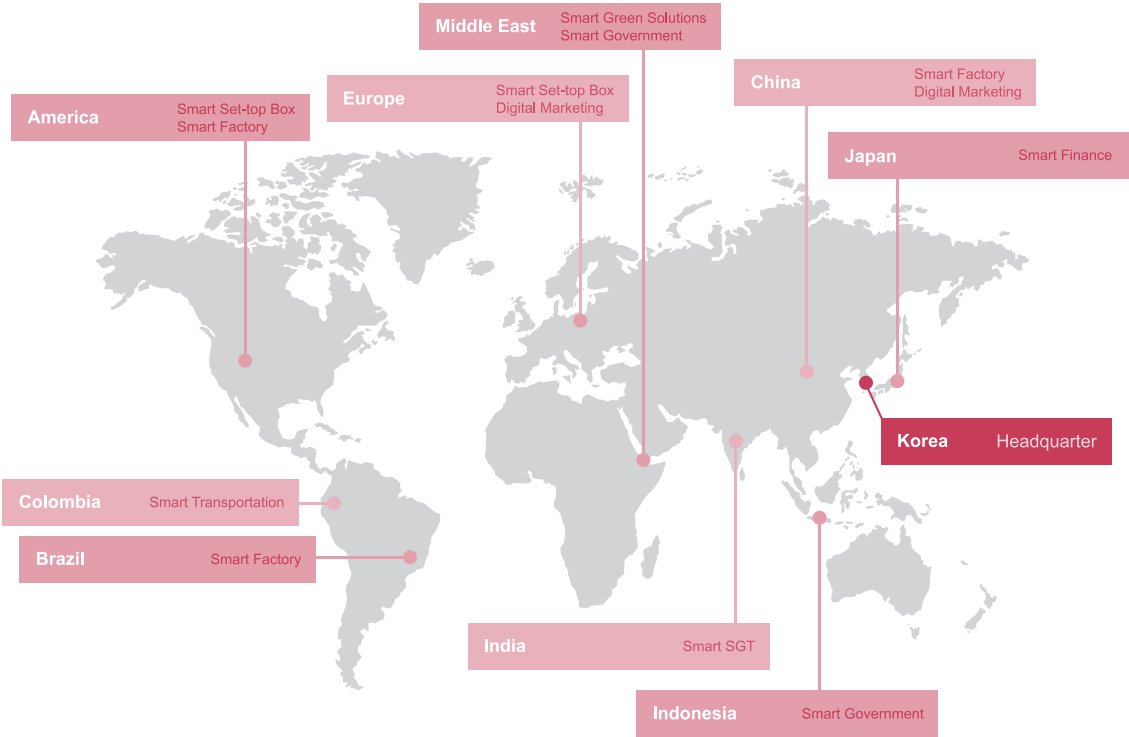 Middle East
Smart Green Solutions
Smart Government
Europe
Smart Set-top Box
Digital Marketing
China
Smart Factory
Digital Marketing
America
Smart Set-top Box
Smart Factory
Japan
Smart Finance
Korea
Headquarter
Colombia
Smart Transportation
Brazil
Smart Factory
India
Smart SGT
Indonesia
Smart Government